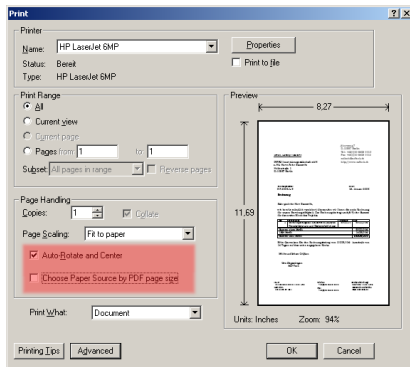 Print
Printer
Name: HP LaserJet 6MP
Properties
Status: Bereit
Print to file
Type: HP LaserJet 6MP
Print Range
All
Current view
Current page
Pages from: 1 to: 1
Subset: All pages in range
Reverse pages
Page Handling
Copies: 1
Collate
Page Scaling: Fit to paper
Auto-Rotate and Center
Choose Paper Source by PDF page size
Print What: Document
Preview
8,27
11,69
Units: Inches Zoom: 94%
Printing Tips
Advanced
OK
Cancel